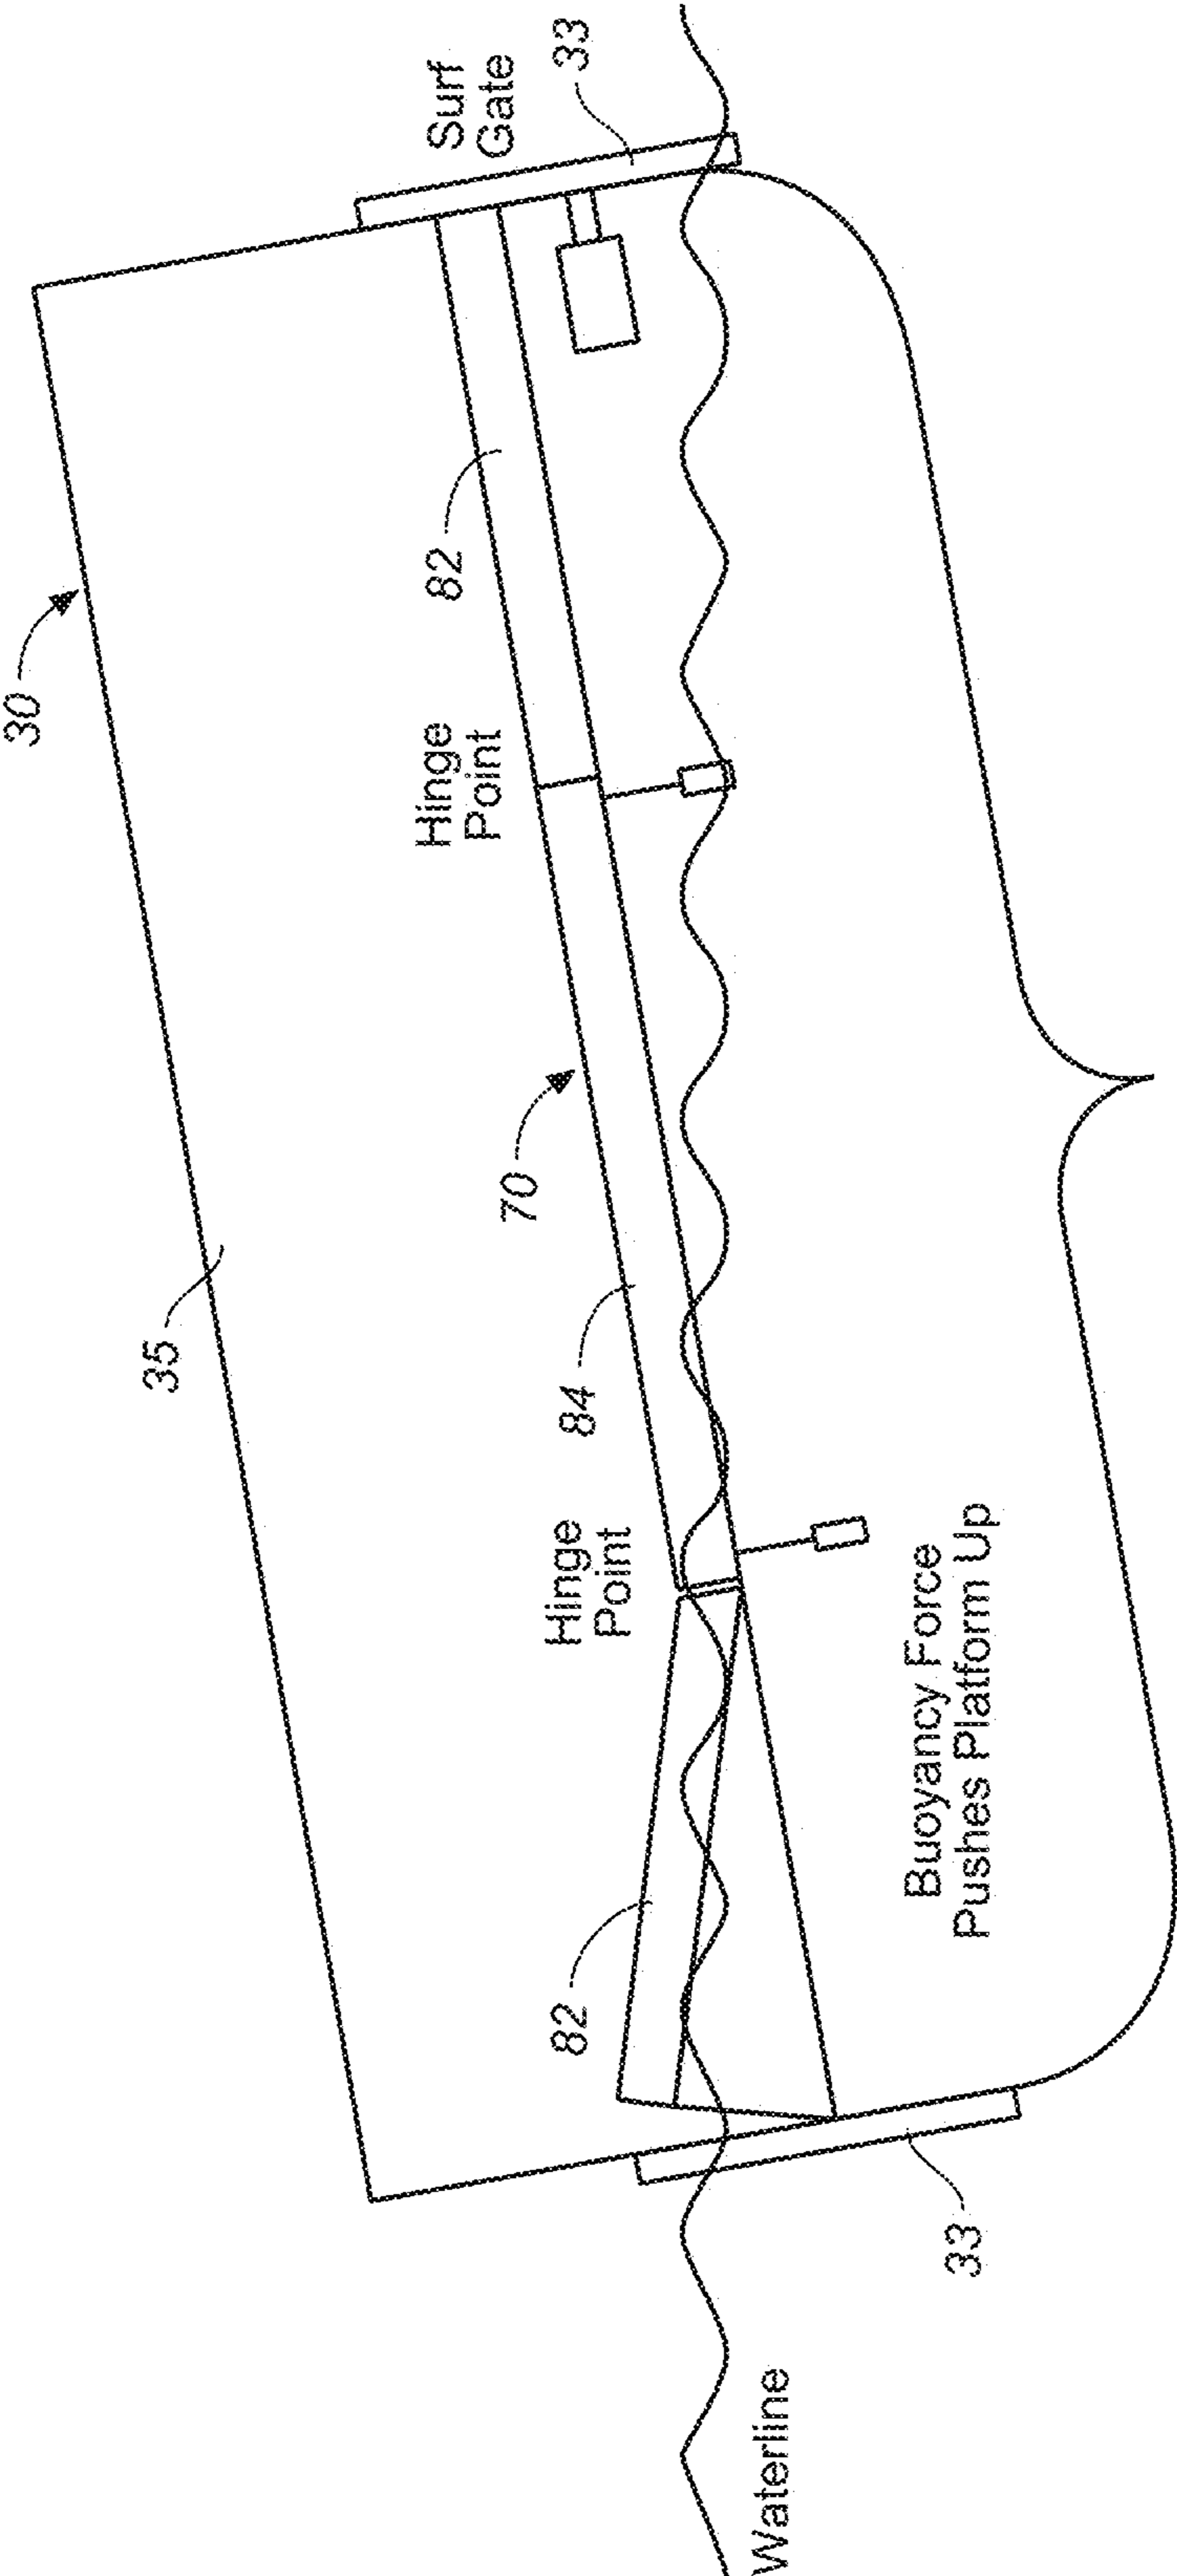 30
35
82
Surf
Gate
33
Hinge
Point
70
84
Hinge
Point
82
Buoyancy Force
Pushes Platform Up
33
Waterline